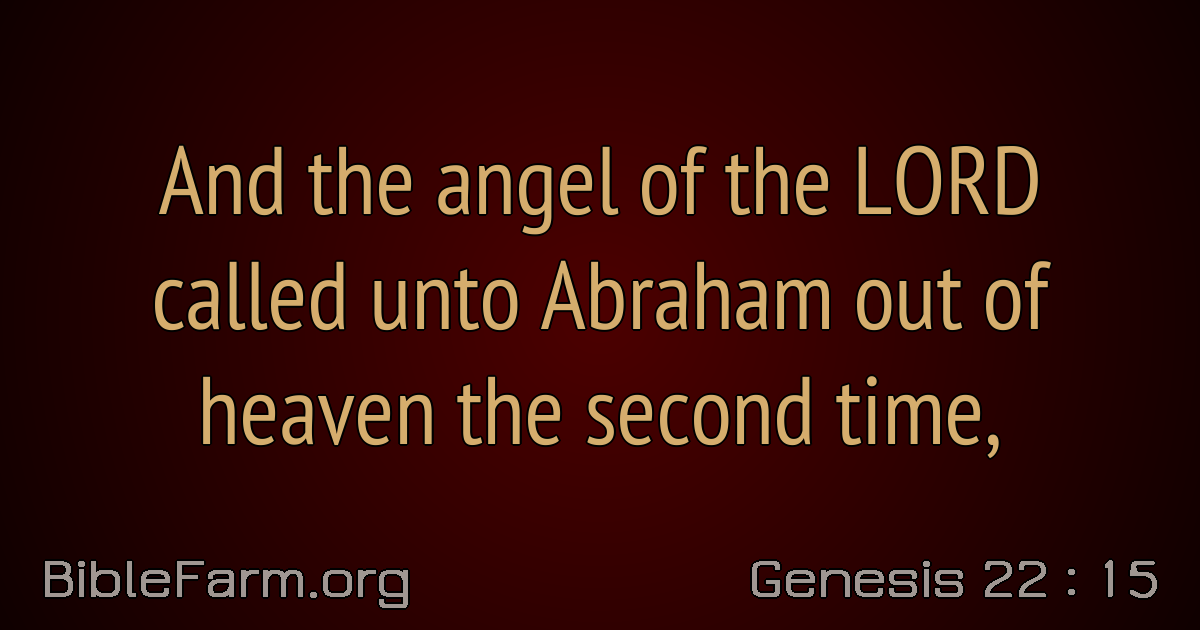 And the angel of the LORD
called unto Abraham out of
heaven the second time,
BibleFarm.org
Genesis 22 : 15